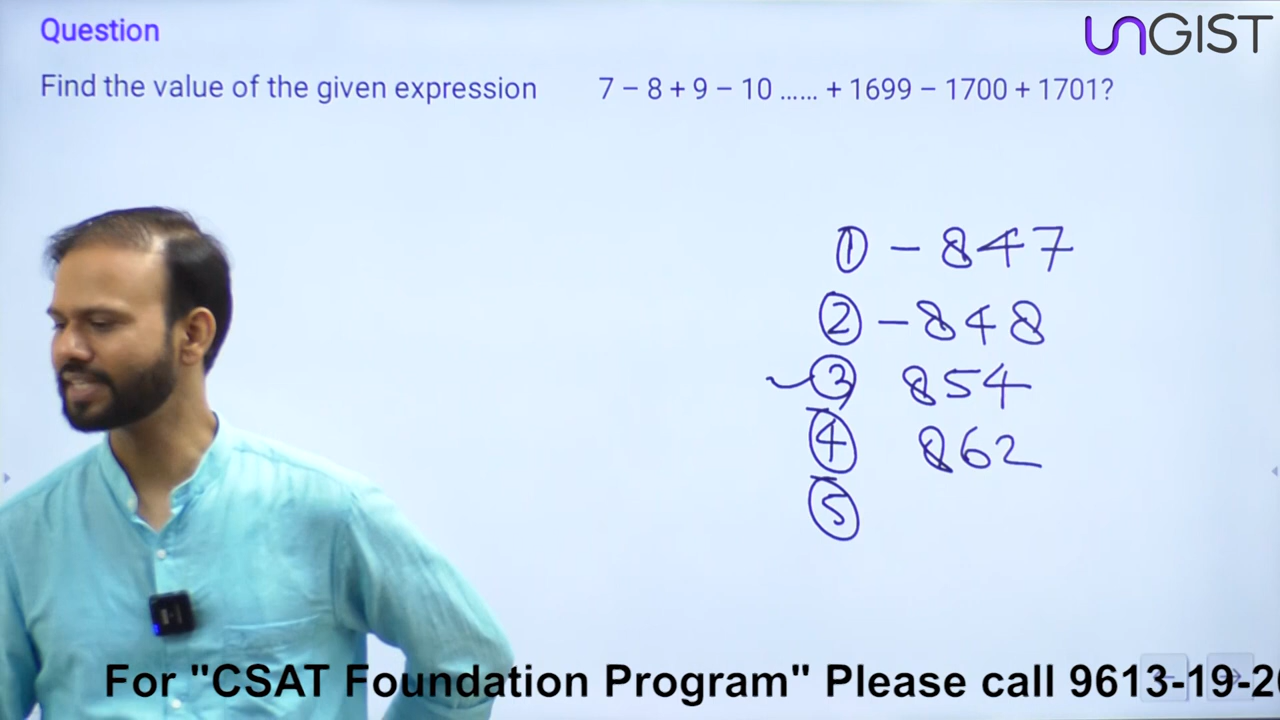 Question
UNGIST
Find the value of the given expression 7 – 8 + 9 – 10 ...... + 1699 – 1700 + 1701?
① – 847
② – 848
③ 854
④ 862
⑤
For "CSAT Foundation Program" Please call 9613-19-2